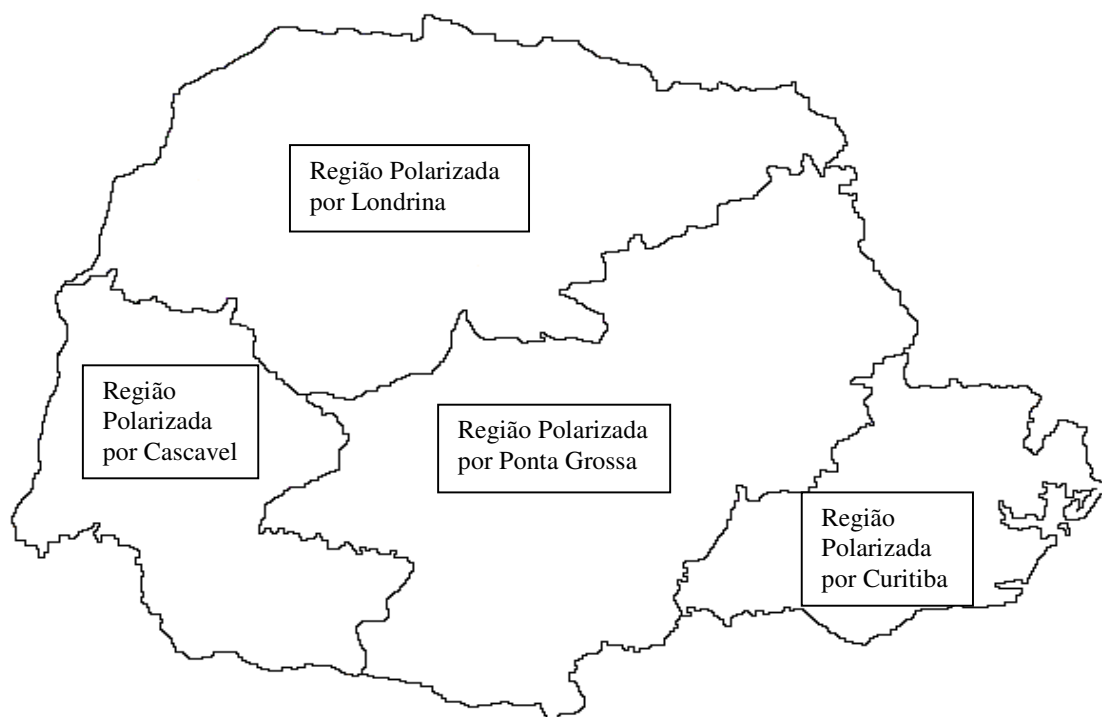 Região Polarizada
por Londrina
Região
Polarizada
por Cascavel
Região Polarizada
por Ponta Grossa
Região
Polarizada
por Curitiba